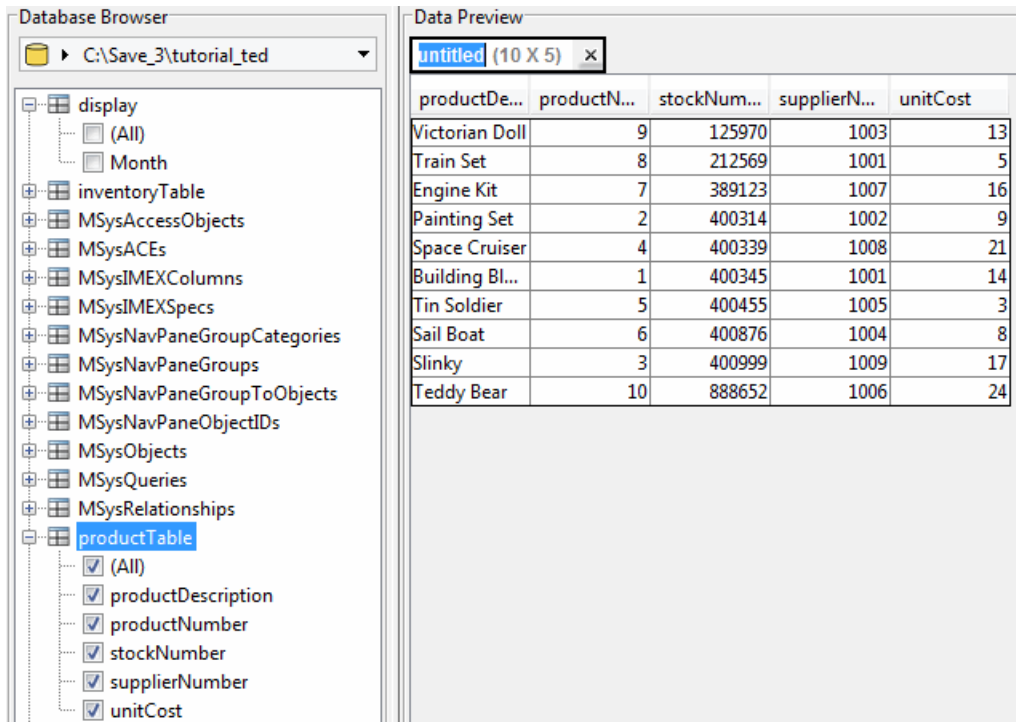 Database Browser
C:\Save_3\tutorial_ted
display
(All)
Month
inventoryTable
MSysAccessObjects
MSysACEs
MSysIMEXColumns
MSysIMEXSpecs
MSysNavPaneGroupCategories
MSysNavPaneGroups
MSysNavPaneGroupToObjects
MSysNavPaneObjectIDs
MSysObjects
MSysQueries
MSysRelationships
productTable
(All)
productDescription
productNumber
stockNumber
supplierNumber
unitCost
Data Preview
untitled (10 X 5) ×
productDe... productN... stockNum... supplierN... unitCost
Victorian Doll 9 125970 1003 13
Train Set 8 212569 1001 5
Engine Kit 7 389123 1007 16
Painting Set 2 400314 1002 9
Space Cruiser 4 400339 1008 21
Building Bl... 1 400345 1001 14
Tin Soldier 5 400455 1005 3
Sail Boat 6 400876 1004 8
Slinky 3 400999 1009 17
Teddy Bear 10 888652 1006 24